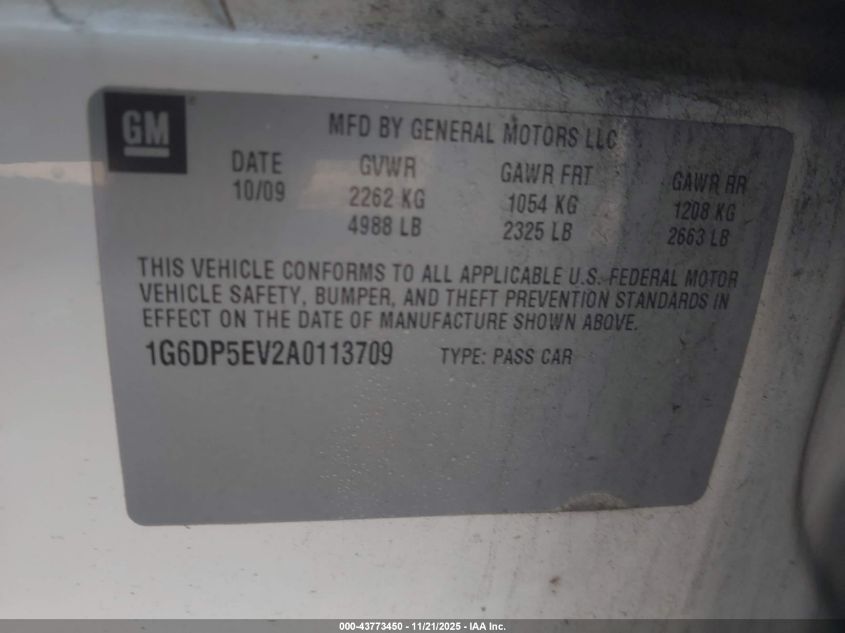 GM
MFD BY GENERAL MOTORS LLC
DATE GVWR GAWR FRT GAWR RR
10/09 2262 KG 1054 KG 1208 KG
4988 LB 2325 LB 2663 LB
THIS VEHICLE CONFORMS TO ALL APPLICABLE U.S. FEDERAL MOTOR
VEHICLE SAFETY, BUMPER, AND THEFT PREVENTION STANDARDS IN
EFFECT ON THE DATE OF MANUFACTURE SHOWN ABOVE.
1G6DP5EV2A0113709 TYPE: PASS CAR
000-43773450 - 11/21/2025 - IAA Inc.